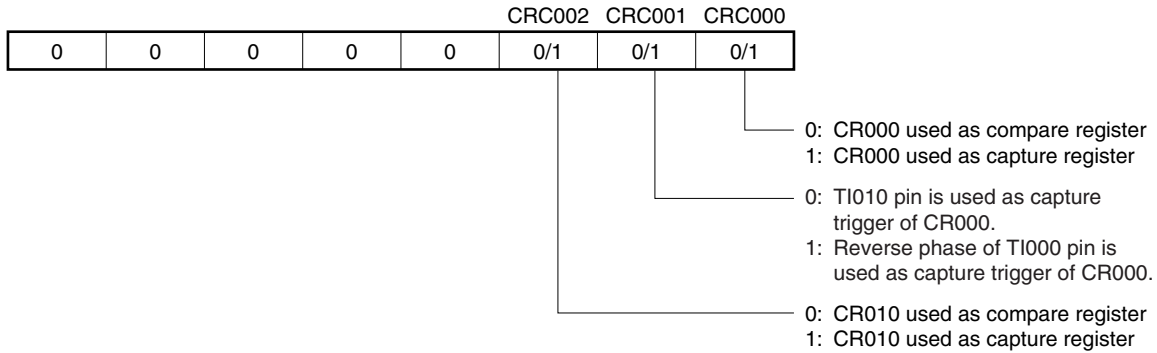 CRC002 CRC001 CRC000
0 0 0 0 0 0/1 0/1 0/1
0: CR000 used as compare register
1: CR000 used as capture register
0: TI010 pin is used as capture
trigger of CR000.
1: Reverse phase of TI000 pin is
used as capture trigger of CR000.
0: CR010 used as compare register
1: CR010 used as capture register